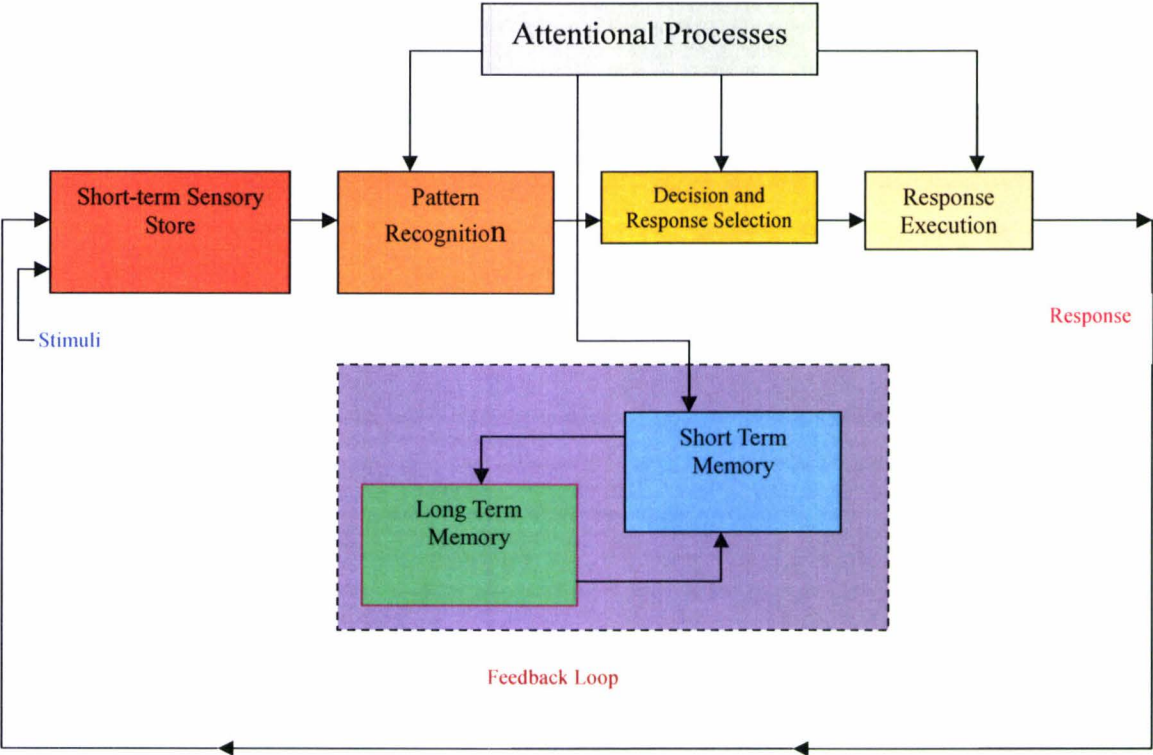 Attentional Processes
Short-term Sensory
Store
Pattern
Recognition
Decision and
Response Selection
Response
Execution
Stimuli
Response
Short Term
Memory
Long Term
Memory
Feedback Loop